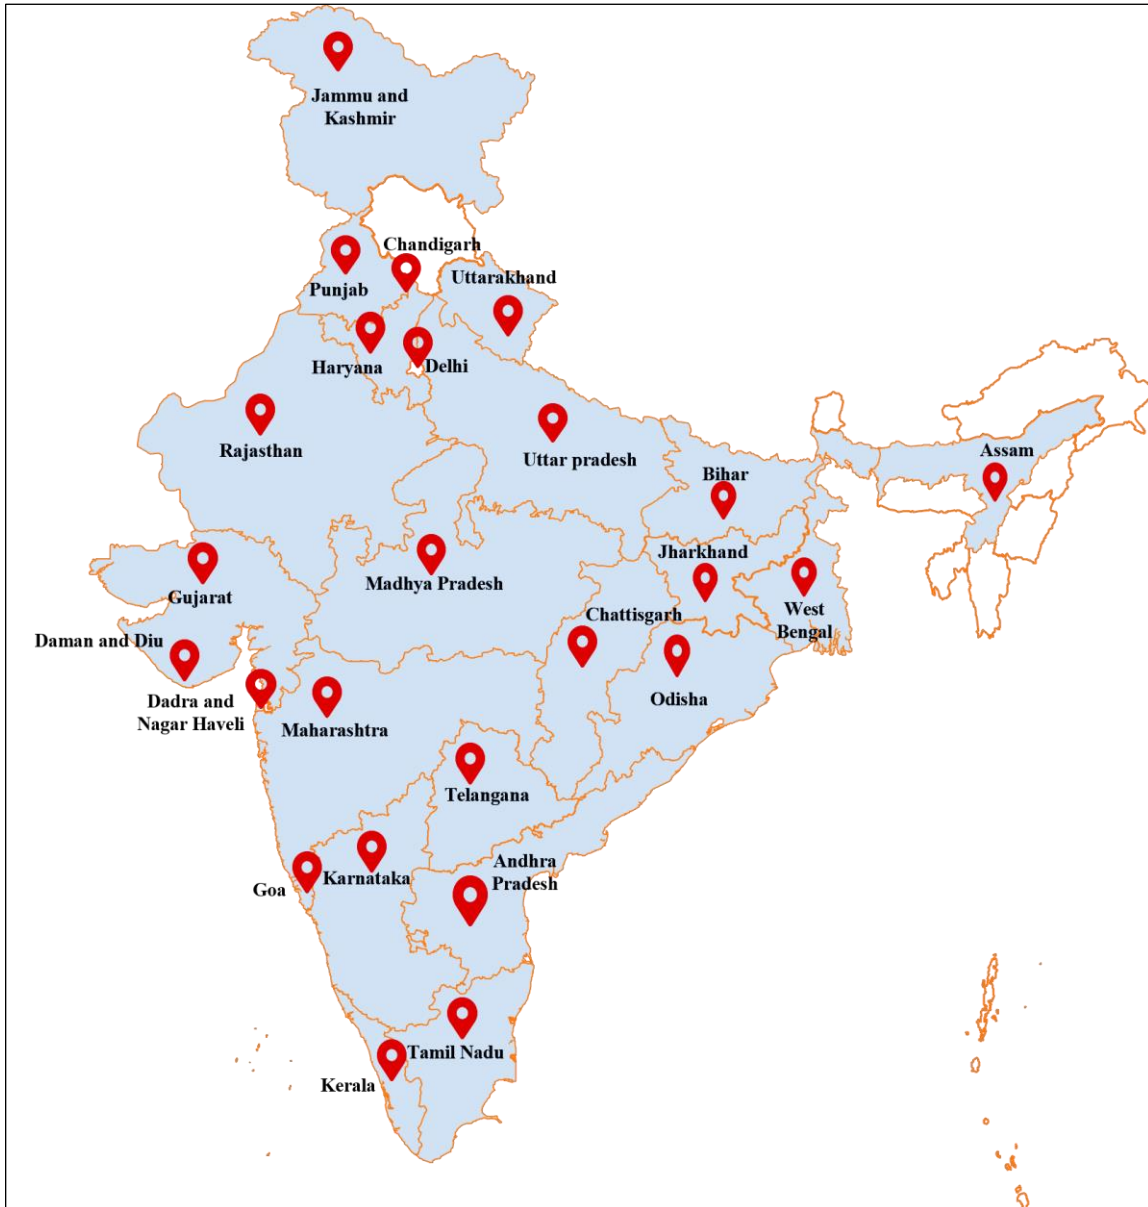 Jammu and
Kashmir
Chandigarh
Punjab
Uttarakhand
Haryana
Delhi
Rajasthan
Uttar pradesh
Bihar
Assam
Jharkhand
Madhya Pradesh
Gujarat
Chattisgarh
West
Bengal
Daman and Diu
Dadra and
Nagar Haveli
Maharashtra
Odisha
Telangana
Andhra
Pradesh
Karnataka
Goa
Tamil Nadu
Kerala